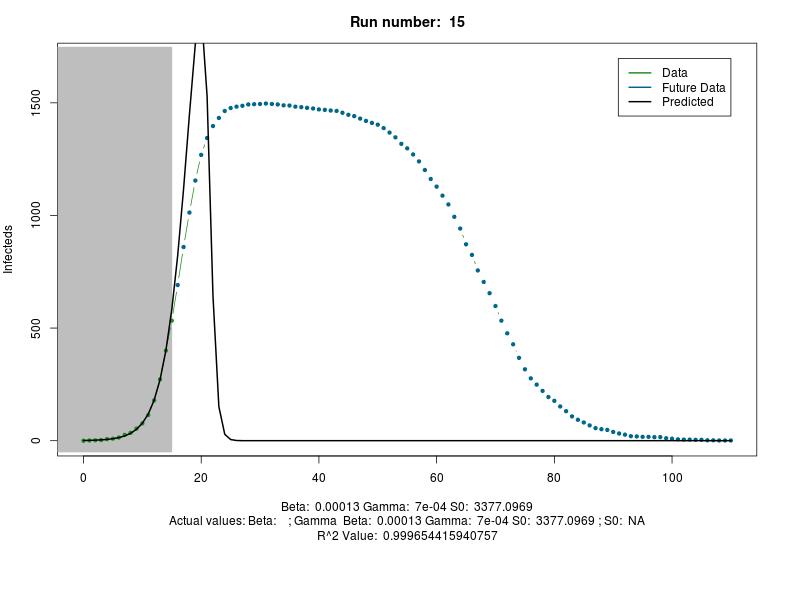 Run number: 15
Data
Future Data
Predicted
Infecteds
1500
1000
500
0
0 20 40 60 80 100
Beta: 0.00013 Gamma: 7e-04 S0: 3377.0969
Actual values: Beta: ; Gamma Beta: 0.00013 Gamma: 7e-04 S0: 3377.0969 ; S0: NA
R^2 Value: 0.999654415940757